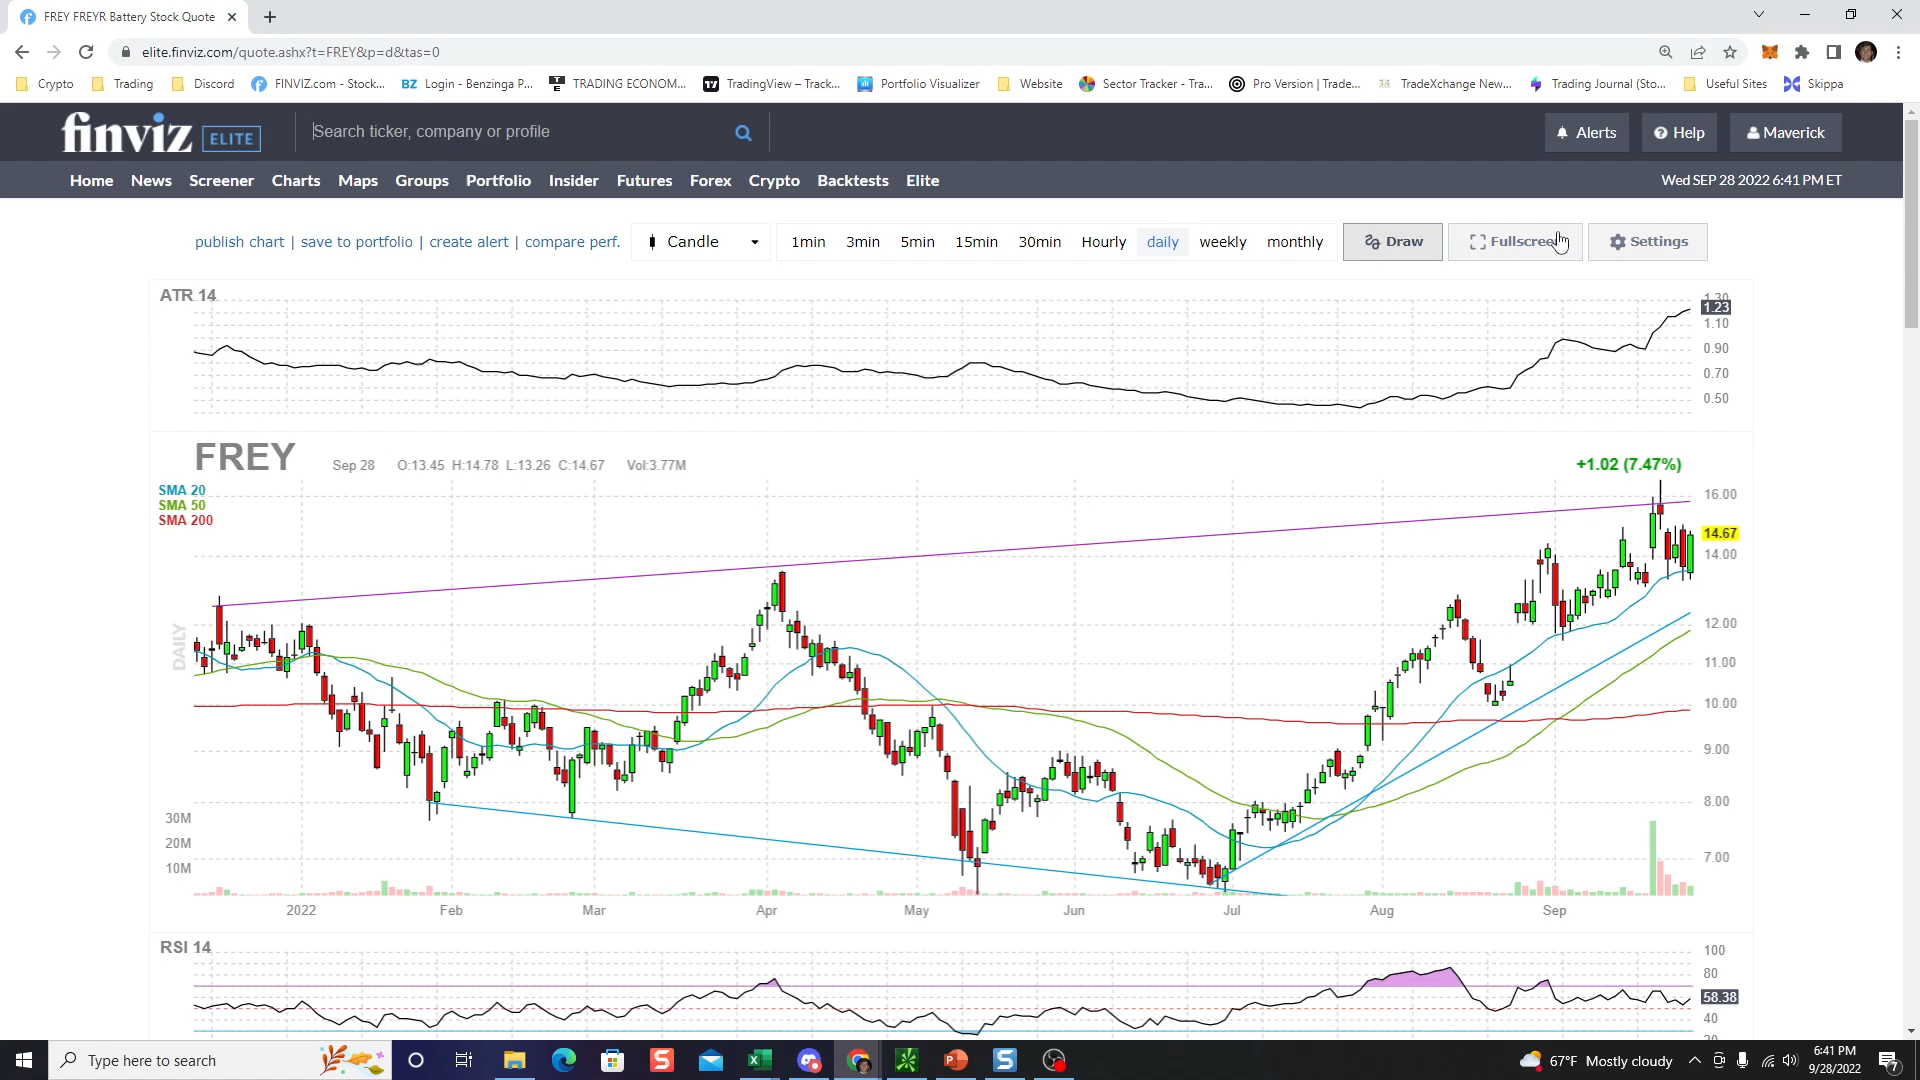 FREY FREYR Battery Stock Quote
elite.finviz.com/quote.ashx?t=FREY&p=d&tas=0
Crypto Trading Discord FINVIZ.com - Stock... BZ Login - Benzinga P... TRADING ECONOM... TradingView – Track... Portfolio Visualizer Website Sector Tracker - Tra... Pro Version | Trade... TradeXchange New... Trading Journal (Sto... Useful Sites Skippa
finviz ELITE Search ticker, company or profile Alerts Help Maverick
Home News Screener Charts Maps Groups Portfolio Insider Futures Forex Crypto Backtests Elite Wed SEP 28 2022 6:41 PM ET
publish chart | save to portfolio | create alert | compare perf. Candle 1min 3min 5min 15min 30min Hourly daily weekly monthly Draw Fullscreen Settings
ATR 14
1.30
1.23
1.10
0.90
0.70
0.50
FREY Sep 28 O:13.45 H:14.78 L:13.26 C:14.67 Vol:3.77M +1.02 (7.47%)
SMA 20
SMA 50
SMA 200
16.00
14.67
14.00
12.00
11.00
10.00
9.00
8.00
7.00
DAILY
30M
20M
10M
2022 Feb Mar Apr May Jun Jul Aug Sep
RSI 14
100
80
58.38
40
Type here to search
67°F Mostly cloudy
6:41 PM
9/28/2022
7